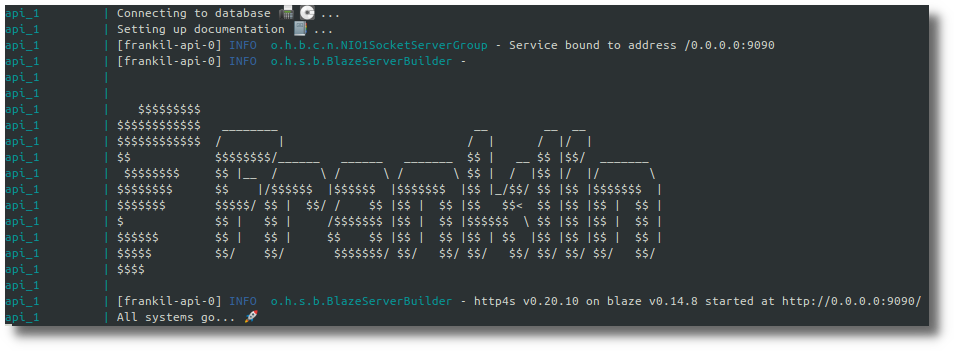 api_1          | Connecting to database 📠 💽 ...
api_1          | Setting up documentation 📓 ...
api_1          | [frankil-api-0] INFO  o.h.b.c.n.NIO1SocketServerGroup - Service bound to address /0.0.0.0:9090
api_1          | [frankil-api-0] INFO  o.h.s.b.BlazeServerBuilder -
api_1          |
api_1          |
api_1          |    $$$$$$$$$
api_1          | $$$$$$$$$$$$   ________                             __        __  __
api_1          | $$$$$$$$$$$$  /        |                           /  |      /  |/  |
api_1          | $$            $$$$$$$$/______   ______   _______  $$ |   __ $$ |$$/  _______
api_1          |  $$$$$$$$     $$ |__  /      \ /      \ /       \ $$ |  /  |$$ |/  |/       \
api_1          | $$$$$$$$      $$    |/$$$$$$  |$$$$$$  |$$$$$$$  |$$ |_/$$/ $$ |$$ |$$$$$$$  |
api_1          | $$$$$$$       $$$$$/ $$ |  $$/ /    $$ |$$ |  $$ |$$   $$<  $$ |$$ |$$ |  $$ |
api_1          | $             $$ |   $$ |     /$$$$$$$ |$$ |  $$ |$$$$$$  \ $$ |$$ |$$ |  $$ |
api_1          | $$$$$$        $$ |   $$ |     $$    $$ |$$ |  $$ |$$ | $$  |$$ |$$ |$$ |  $$ |
api_1          | $$$$$         $$/    $$/       $$$$$$$/ $$/   $$/ $$/   $$/ $$/ $$/ $$/   $$/
api_1          | $$$$
api_1          |
api_1          | [frankil-api-0] INFO  o.h.s.b.BlazeServerBuilder - http4s v0.20.10 on blaze v0.14.8 started at http://0.0.0.0:9090/
api_1          | All systems go... 🚀